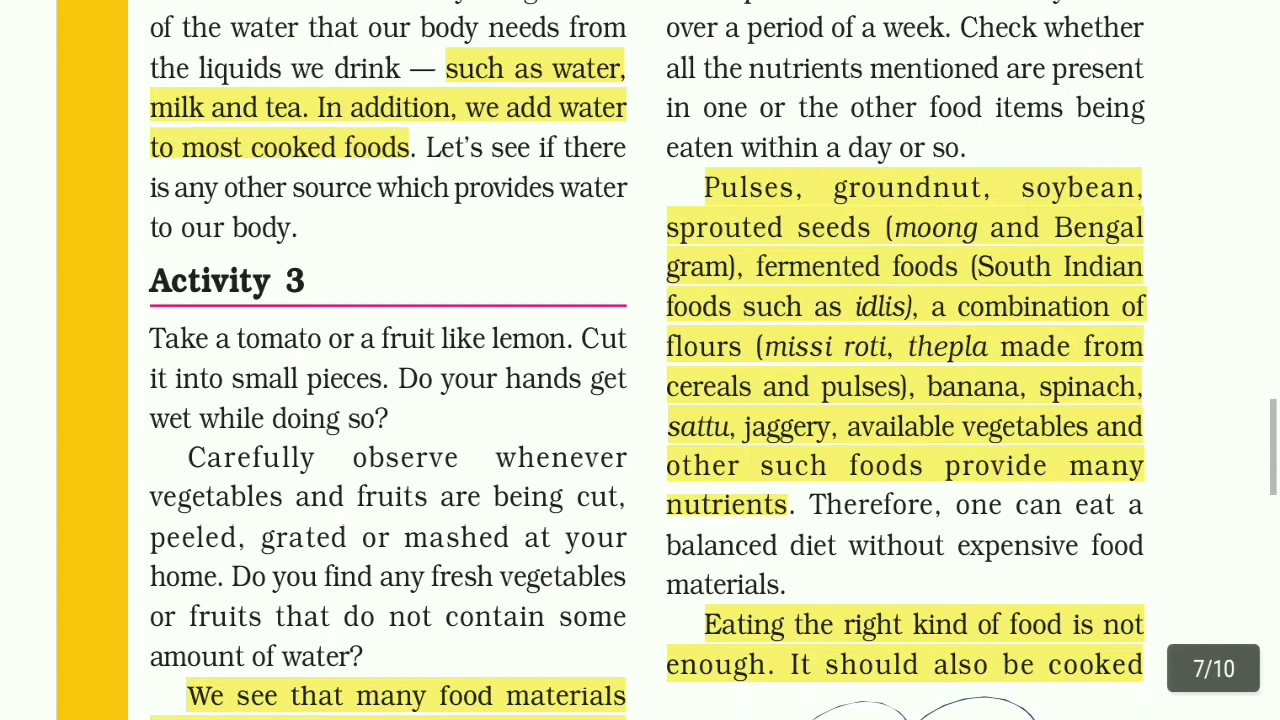 of the water that our body needs from
the liquids we drink — such as water,
milk and tea. In addition, we add water
to most cooked foods. Let's see if there
is any other source which provides water
to our body.
Activity 3
Take a tomato or a fruit like lemon. Cut
it into small pieces. Do your hands get
wet while doing so?
Carefully observe whenever
vegetables and fruits are being cut,
peeled, grated or mashed at your
home. Do you find any fresh vegetables
or fruits that do not contain some
amount of water?
We see that many food materials
over a period of a week. Check whether
all the nutrients mentioned are present
in one or the other food items being
eaten within a day or so.
Pulses, groundnut, soybean,
sprouted seeds (moong and Bengal
gram), fermented foods (South Indian
foods such as idlis), a combination of
flours (missi roti, thepla made from
cereals and pulses), banana, spinach,
sattu, jaggery, available vegetables and
other such foods provide many
nutrients. Therefore, one can eat a
balanced diet without expensive food
materials.
Eating the right kind of food is not
enough. It should also be cooked
7/10